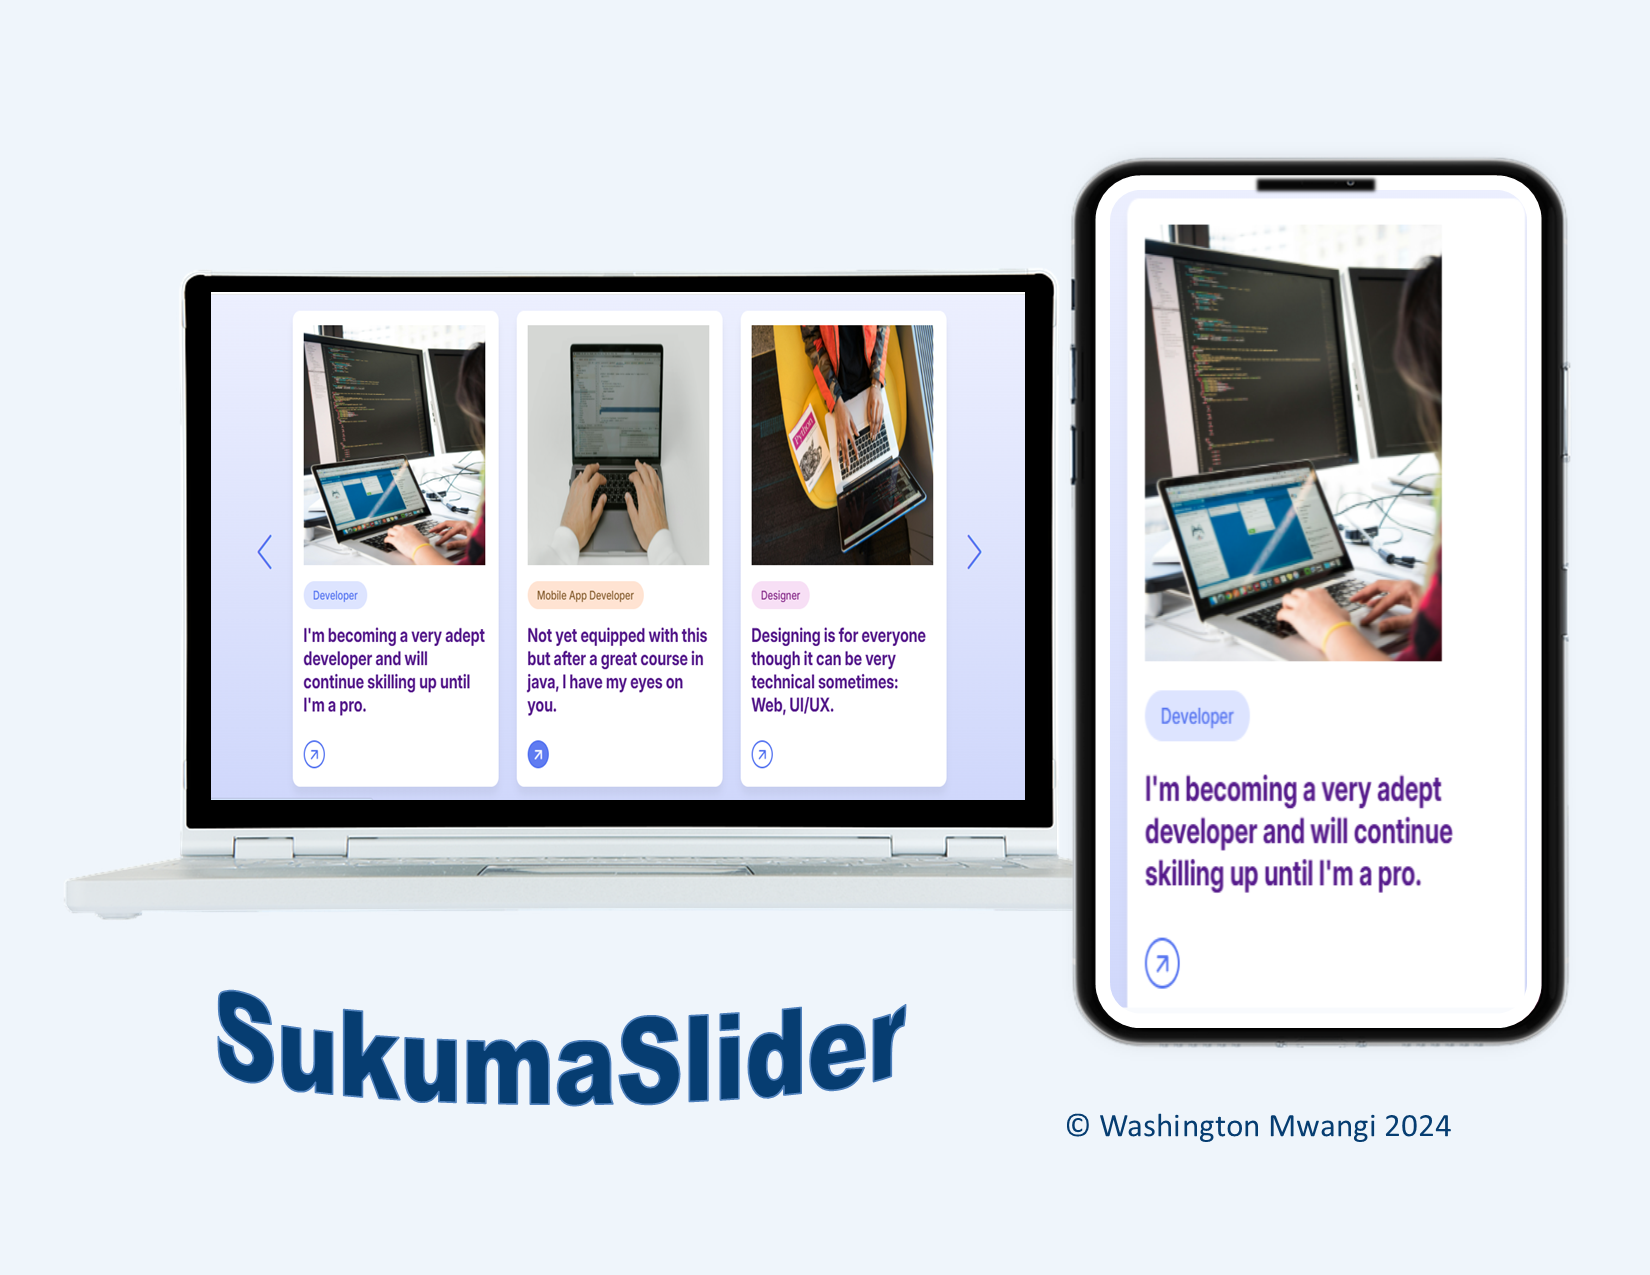 Developer
I'm becoming a very adept
developer and will
continue skilling up until
I'm a pro.
Mobile App Developer
Not yet equipped with this
but after a great course in
java, I have my eyes on
you.
Python
Designer
Designing is for everyone
though it can be very
technical sometimes:
Web, UI/UX.
Developer
I'm becoming a very adept
developer and will continue
skilling up until I'm a pro.
SukumaSlider
© Washington Mwangi 2024